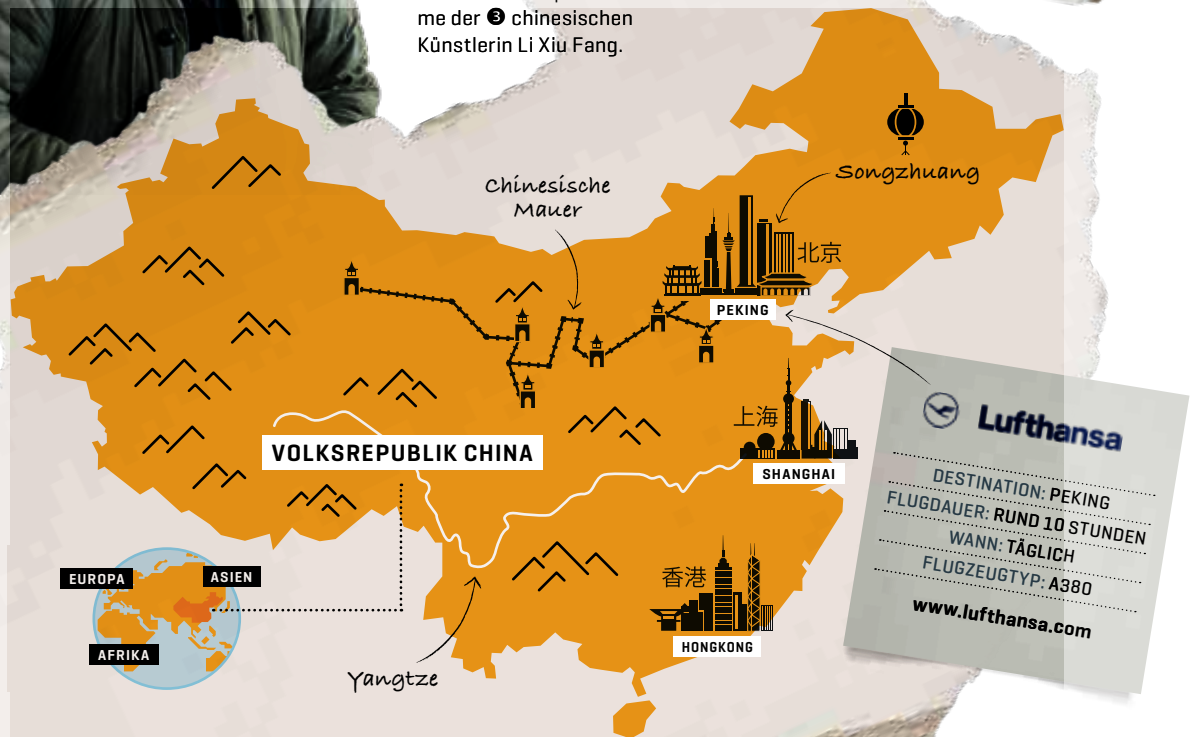 me der ❸ chinesischen
Künstlerin Li Xiu Fang.
Songzhuang
Chinesische
Mauer
北京
PEKING
Lufthansa
上海
VOLKSREPUBLIK CHINA
SHANGHAI
DESTINATION: PEKING
FLUGDAUER: RUND 10 STUNDEN
WANN: TÄGLICH
FLUGZEUGTYP: A380
www.lufthansa.com
EUROPA
ASIEN
香港
AFRIKA
HONGKONG
Yangtze